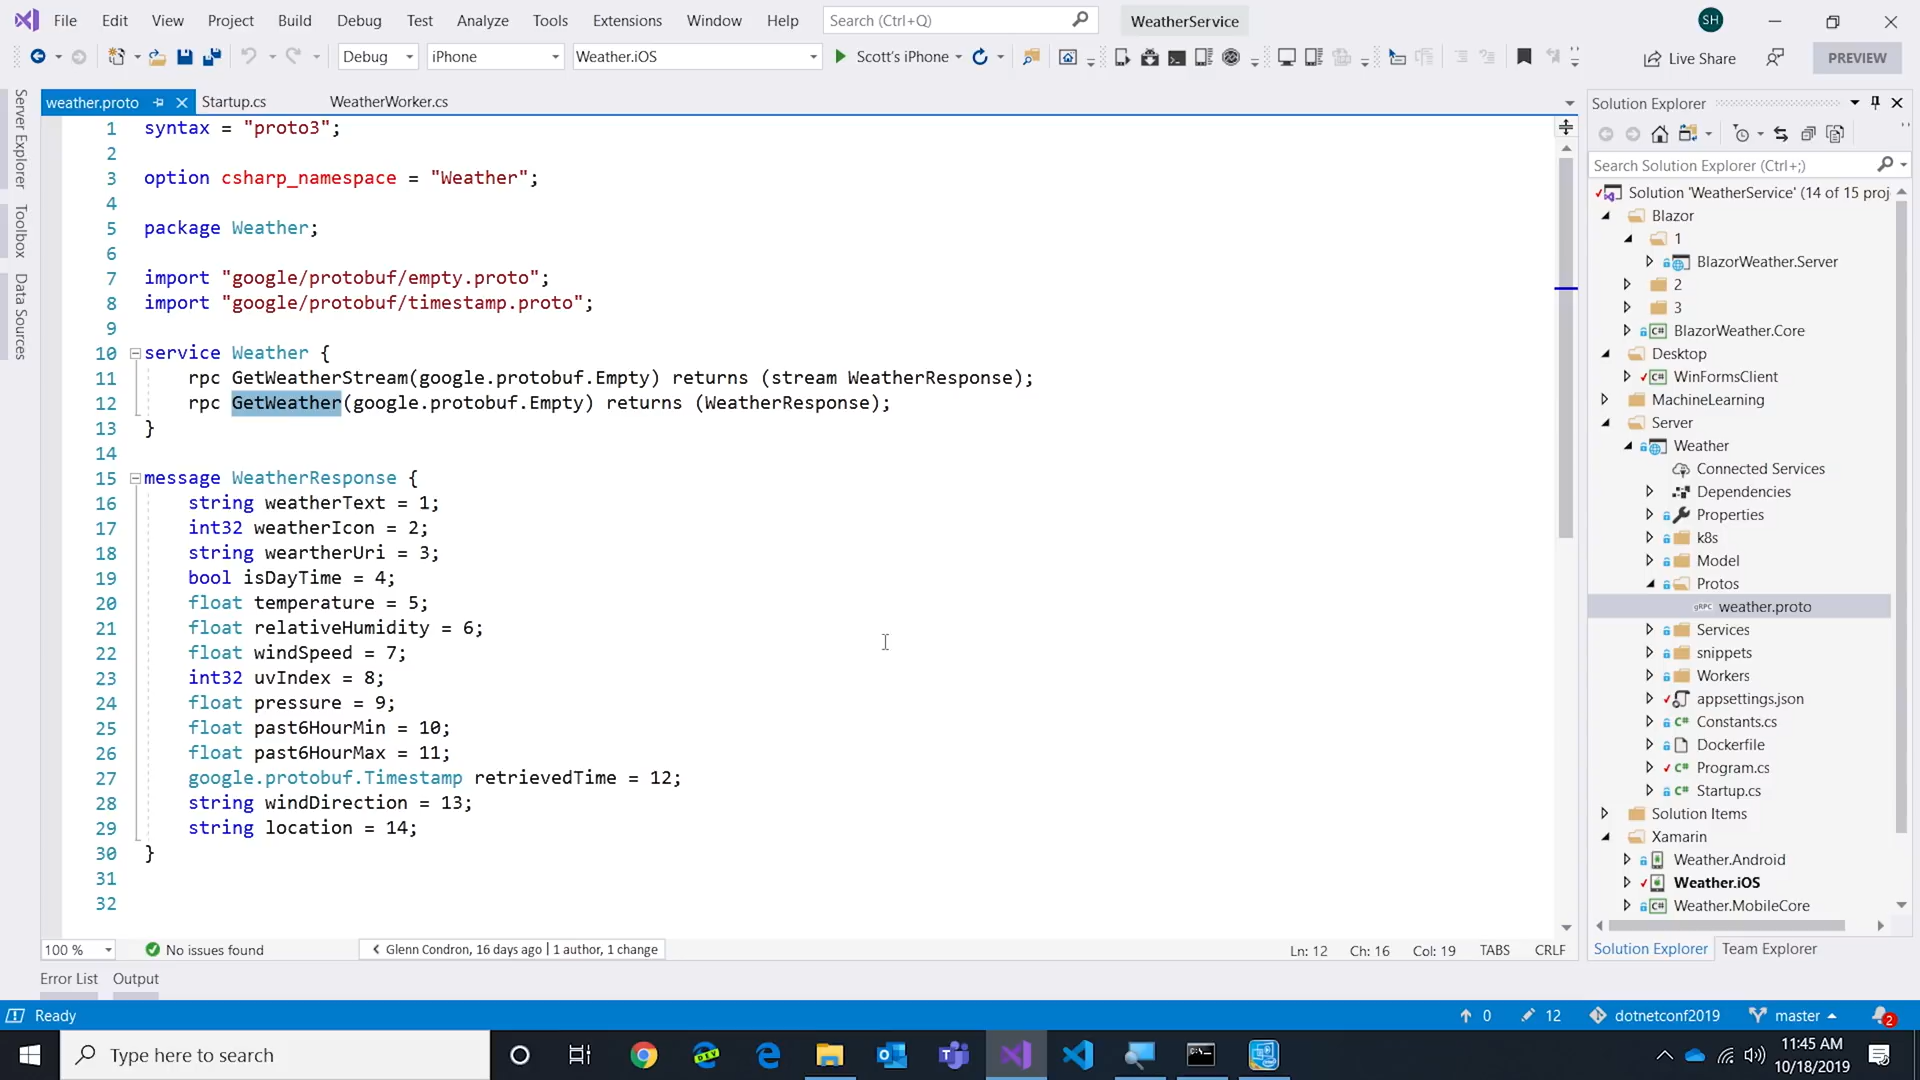 File Edit View Project Build Debug Test Analyze Tools Extensions Window Help Search (Ctrl+Q) WeatherService SH
Debug iPhone Weather.iOS Scott's iPhone Live Share PREVIEW
Server Explorer
Toolbox
Data Sources
weather.proto Startup.cs WeatherWorker.cs
1 syntax = "proto3";
2
3 option csharp_namespace = "Weather";
4
5 package Weather;
6
7 import "google/protobuf/empty.proto";
8 import "google/protobuf/timestamp.proto";
9
10 service Weather {
11 rpc GetWeatherStream(google.protobuf.Empty) returns (stream WeatherResponse);
12 rpc GetWeather(google.protobuf.Empty) returns (WeatherResponse);
13 }
14
15 message WeatherResponse {
16 string weatherText = 1;
17 int32 weatherIcon = 2;
18 string weartherUri = 3;
19 bool isDayTime = 4;
20 float temperature = 5;
21 float relativeHumidity = 6;
22 float windSpeed = 7;
23 int32 uvIndex = 8;
24 float pressure = 9;
25 float past6HourMin = 10;
26 float past6HourMax = 11;
27 google.protobuf.Timestamp retrievedTime = 12;
28 string windDirection = 13;
29 string location = 14;
30 }
31
32
100 % No issues found Glenn Condron, 16 days ago | 1 author, 1 change Ln: 12 Ch: 16 Col: 19 TABS CRLF
Error List Output
Solution Explorer
Search Solution Explorer (Ctrl+;)
Solution 'WeatherService' (14 of 15 proj
Blazor
1
BlazorWeather.Server
2
3
C# BlazorWeather.Core
Desktop
C# WinFormsClient
MachineLearning
Server
Weather
Connected Services
Dependencies
Properties
k8s
Model
Protos
gRPC weather.proto
Services
snippets
Workers
appsettings.json
C# Constants.cs
Dockerfile
C# Program.cs
C# Startup.cs
Solution Items
Xamarin
Weather.Android
Weather.iOS
C# Weather.MobileCore
Solution Explorer Team Explorer
Ready 0 12 dotnetconf2019 master 2
Type here to search DEV 11:45 AM
10/18/2019